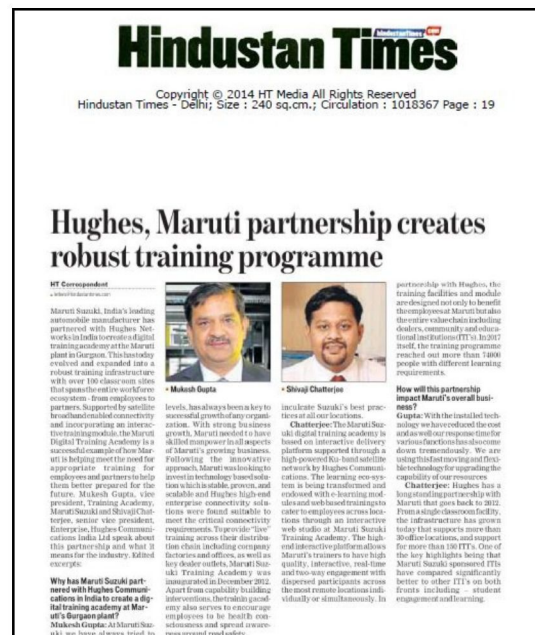 Hindustan Times
hindustanTimes
.com
Copyright © 2014 HT Media All Rights Reserved
Hindustan Times - Delhi; Size : 240 sq.cm.; Circulation : 1018367 Page : 19
Hughes, Maruti partnership creates
robust training programme
HT Correspondent
Maruti Suzuki, India's leading
automobile manufacturer has
partnered with Hughes Net-
works in India to create a digital
training academy at the Maruti
plant in Gurgaon. This has today
evolved and expanded into a
robust training infrastructure
with over 100 classroom sites
that spans the entire workforce
ecosystem - from employees to
partners. Supported by satellite
broadband enabled connectivity
and incorporating an interac-
tive training module, the Maruti
Digital Training Academy is a
successful example of how Mar-
uti is helping meet the need for
appropriate training for
employees and partners to help
them better prepared for the
future. Mukesh Gupta, vice
president, Training Academy,
Maruti Suzuki and Shivaji Chat-
terjee, senior vice president,
Enterprise, Hughes Communi-
cations India Ltd speak about
this partnership and what it
means for the industry. Edited
excerpts:
Why has Maruti Suzuki part-
nered with Hughes Communi-
cations in India to create a dig-
ital training academy at Mar-
uti's Gurgaon plant?
Mukesh Gupta: At Maruti Suz-
uki we have always tried to
Mukesh Gupta
levels, has always been a key to
successful growth of any organi-
zation. With strong business
growth, Maruti needed to have
skilled manpower in all aspects
of Maruti's growing business.
Following the innovative
approach, Maruti was looking to
invest in technology based solu-
tion which is stable, proven, and
scalable and Hughes high-end
enterprise connectivity solu-
tions were found suitable to
meet the critical connectivity
requirements. To provide "live"
training across their distribu-
tion chain including company
factories and offices, as well as
key dealer outlets, Maruti Suz-
uki Training Academy was
inaugurated in December 2012.
Apart from capability building
interventions, the training acad-
emy also serves to encourage
employees to be health con-
sciousness and spread aware-
ness around road safety
Shivaji Chatterjee
inculcate Suzuki's best prac-
tices at all our locations.
Chatterjee: The Maruti Suz-
uki digital training academy is
based on interactive delivery
platform supported through a
high-powered Ku-band satellite
network by Hughes Communi-
cations. The learning eco-sys-
tem is being transformed and
endowed with e-learning mod-
ules and web based trainings to
cater to employees across loca-
tions through an interactive
web studio at Maruti Suzuki
Training Academy. The high-
end interactive platform allows
Maruti's trainers to have high
quality, interactive, real-time
and two-way engagement with
dispersed participants across
the most remote locations indi-
vidually or simultaneously. In
partnership with Hughes, the
training facilities and module
are designed not only to benefit
the employees at Maruti but also
the entire value chain including
dealers, community and educa-
tional institutions (ITI's). In 2017
itself, the training programme
reached out more than 74000
people with different learning
requirements.
How will this partnership
impact Maruti's overall busi-
ness?
Gupta: With the installed tech-
nology we have reduced the cost
and as well our response time for
various functions has also come
down tremendously. We are
using this fast moving and flexi-
ble technology for upgrading the
capability of our resources
Chatterjee: Hughes has a
long standing partnership with
Maruti that goes back to 2012.
From a single classroom facility,
the infrastructure has grown
today that supports more than
30 office locations, and support
for more than 180 ITI's. One of
the key highlights being that
Maruti Suzuki sponsored ITIs
have compared significantly
better to other ITI's on both
fronts including - student
engagement and learning.